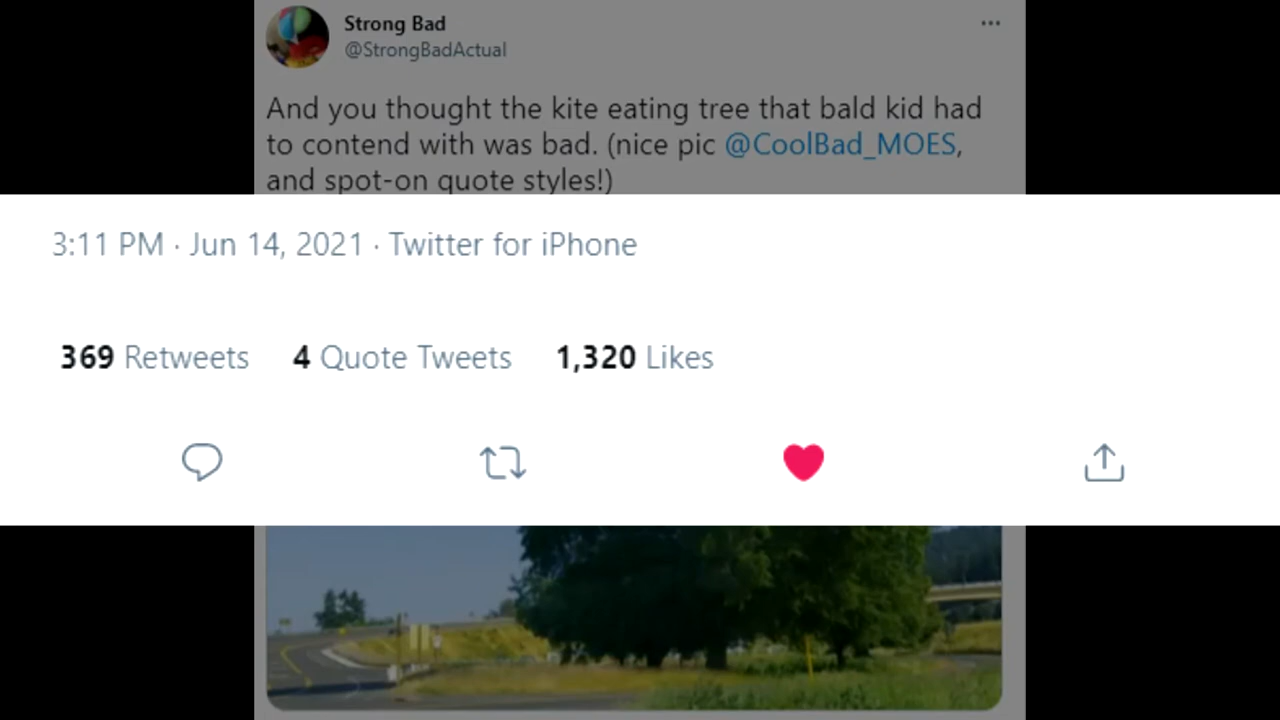 Strong Bad
@StrongBadActual
And you thought the kite eating tree that bald kid had
to contend with was bad. (nice pic @CoolBad_MOES,
and spot-on quote styles!)
3:11 PM · Jun 14, 2021 · Twitter for iPhone
369 Retweets 4 Quote Tweets 1,320 Likes